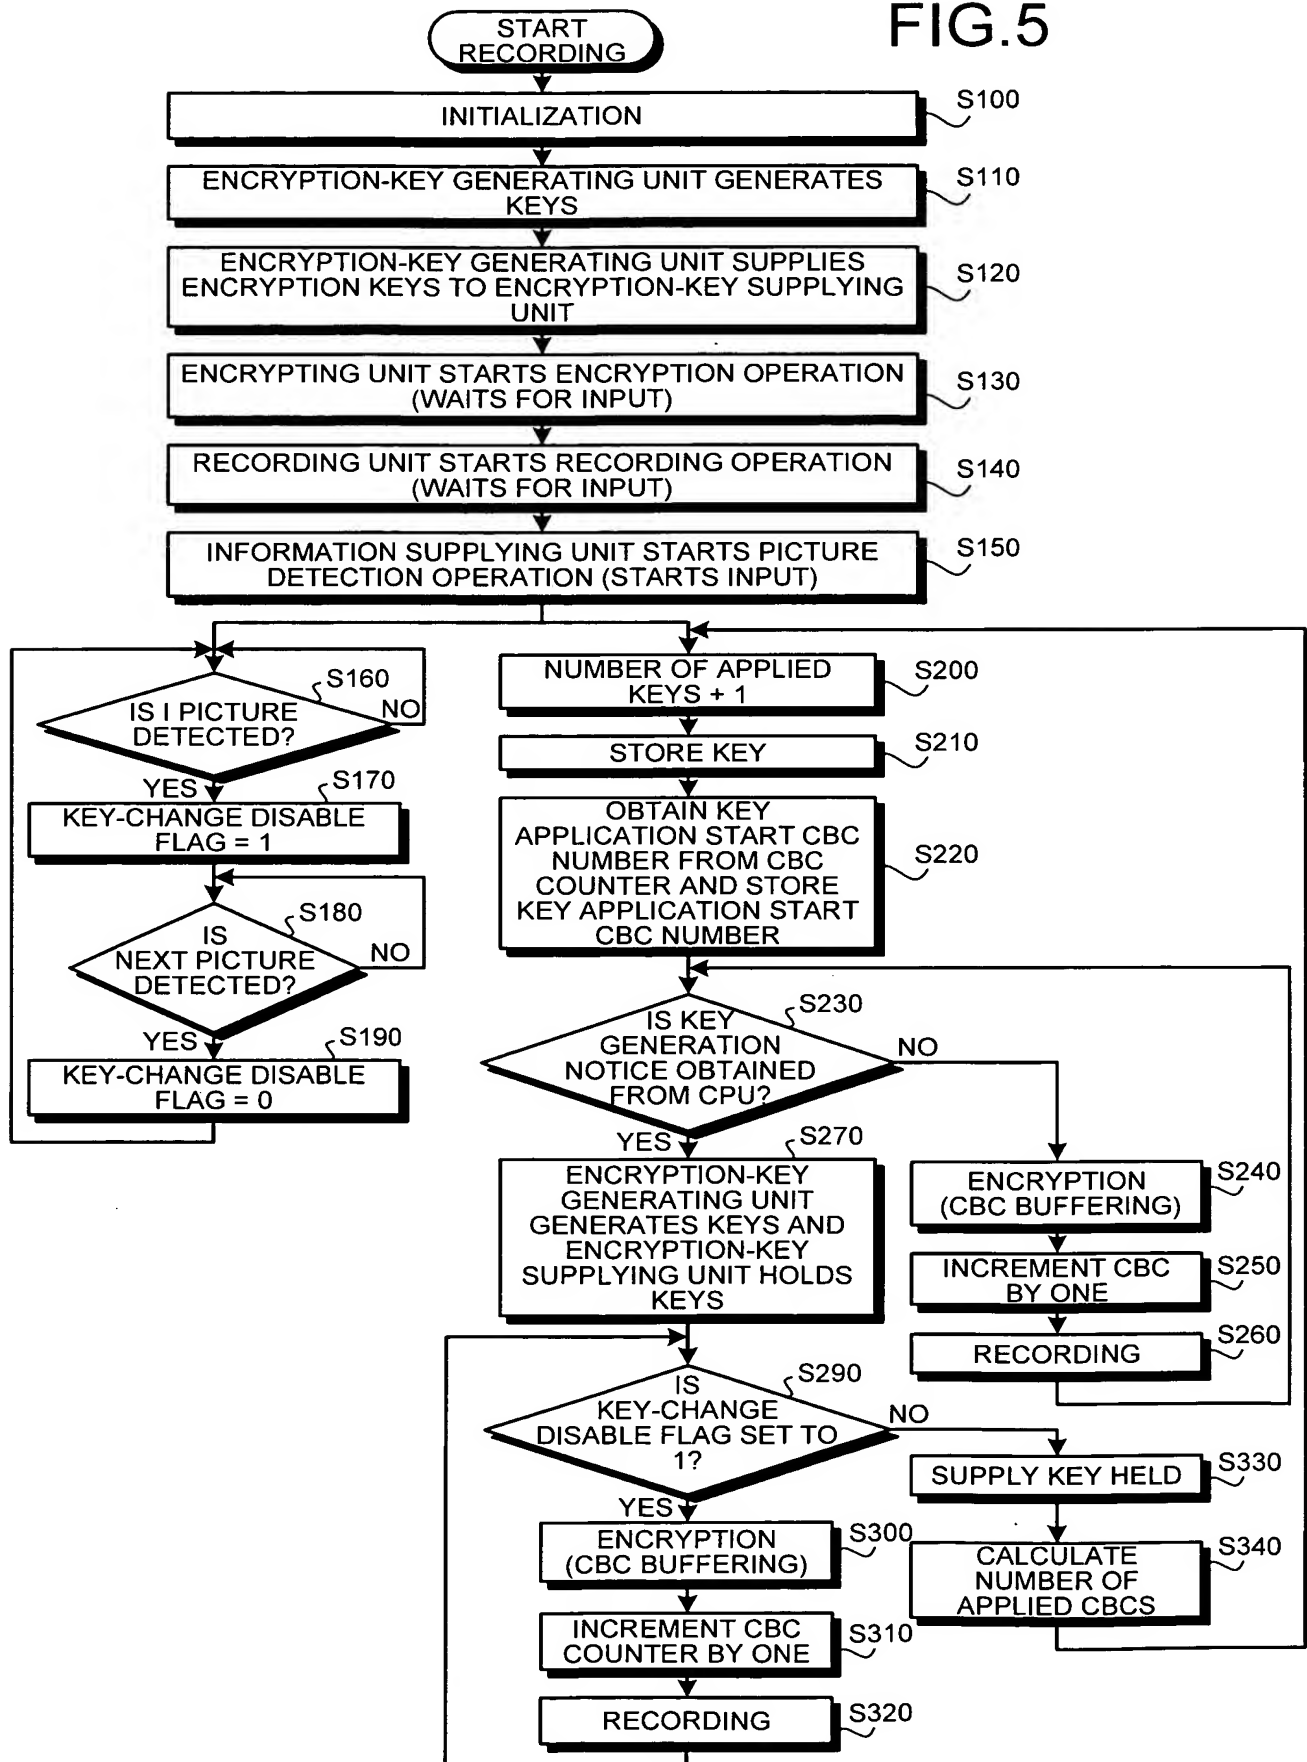 FIG.5
START
RECORDING
INITIALIZATION
S100
ENCRYPTION-KEY GENERATING UNIT GENERATES
KEYS
S110
ENCRYPTION-KEY GENERATING UNIT SUPPLIES
ENCRYPTION KEYS TO ENCRYPTION-KEY SUPPLYING
UNIT
S120
ENCRYPTING UNIT STARTS ENCRYPTION OPERATION
(WAITS FOR INPUT)
S130
RECORDING UNIT STARTS RECORDING OPERATION
(WAITS FOR INPUT)
S140
INFORMATION SUPPLYING UNIT STARTS PICTURE
DETECTION OPERATION (STARTS INPUT)
S150
S160
IS I PICTURE
DETECTED?
NO
YES
S170
KEY-CHANGE DISABLE
FLAG = 1
S180
IS
NEXT PICTURE
DETECTED?
NO
YES
S190
KEY-CHANGE DISABLE
FLAG = 0
NUMBER OF APPLIED
KEYS + 1
S200
STORE KEY
S210
OBTAIN KEY
APPLICATION START CBC
NUMBER FROM CBC
COUNTER AND STORE
KEY APPLICATION START
CBC NUMBER
S220
S230
IS KEY
GENERATION
NOTICE OBTAINED
FROM CPU?
NO
YES
ENCRYPTION
(CBC BUFFERING)
S240
INCREMENT CBC
BY ONE
S250
RECORDING
S260
S270
ENCRYPTION-KEY
GENERATING UNIT
GENERATES KEYS AND
ENCRYPTION-KEY
SUPPLYING UNIT HOLDS
KEYS
S290
IS
KEY-CHANGE
DISABLE FLAG SET TO
1?
NO
YES
ENCRYPTION
(CBC BUFFERING)
S300
INCREMENT CBC
COUNTER BY ONE
S310
RECORDING
S320
SUPPLY KEY HELD
S330
CALCULATE
NUMBER OF
APPLIED CBCS
S340